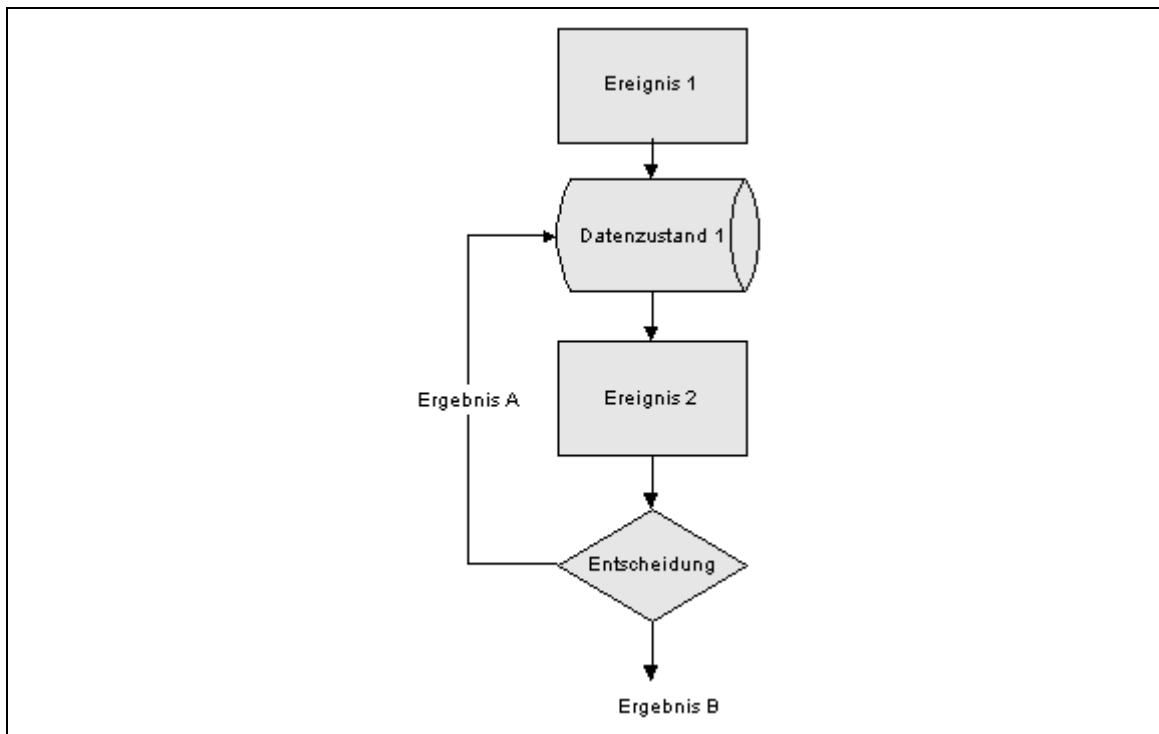 Ereignis 1
Datenzustand 1
Ergebnis A
Ereignis 2
Entscheidung
Ergebnis B